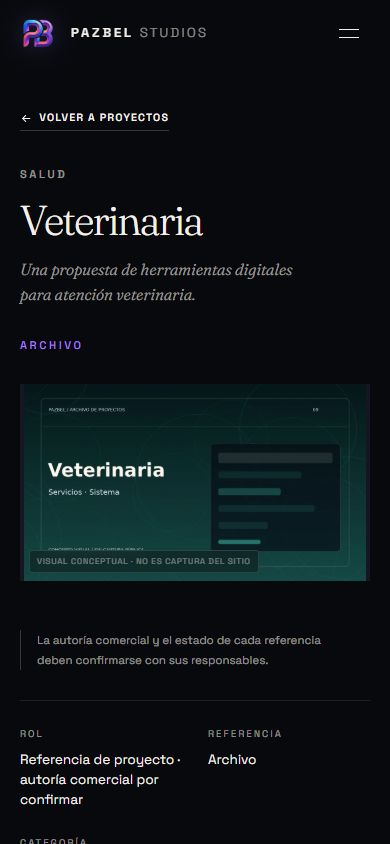 PAZBEL STUDIOS
← VOLVER A PROYECTOS
SALUD
Veterinaria
Una propuesta de herramientas digitales
para atención veterinaria.
ARCHIVO
PAZBEL / ARCHIVO DE PROYECTOS
Veterinaria
Servicios · Sistema
VISUAL CONCEPTUAL · NO ES CAPTURA DEL SITIO
La autoría comercial y el estado de cada referencia
deben confirmarse con sus responsables.
ROL
REFERENCIA
Referencia de proyecto ·
autoría comercial por
confirmar
Archivo
CATEGORÍA